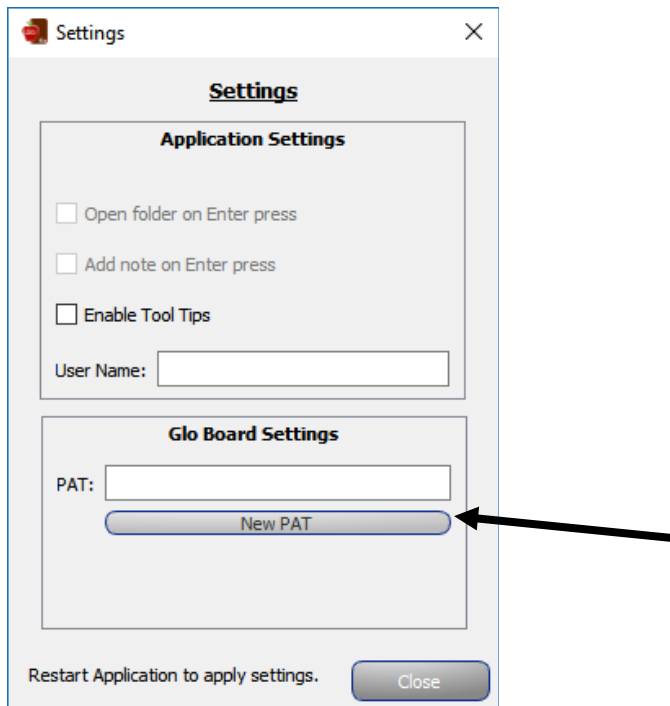 Settings
Settings
Application Settings
Open folder on Enter press
Add note on Enter press
Enable Tool Tips
User Name:
Glo Board Settings
PAT:
New PAT
Restart Application to apply settings.
Close